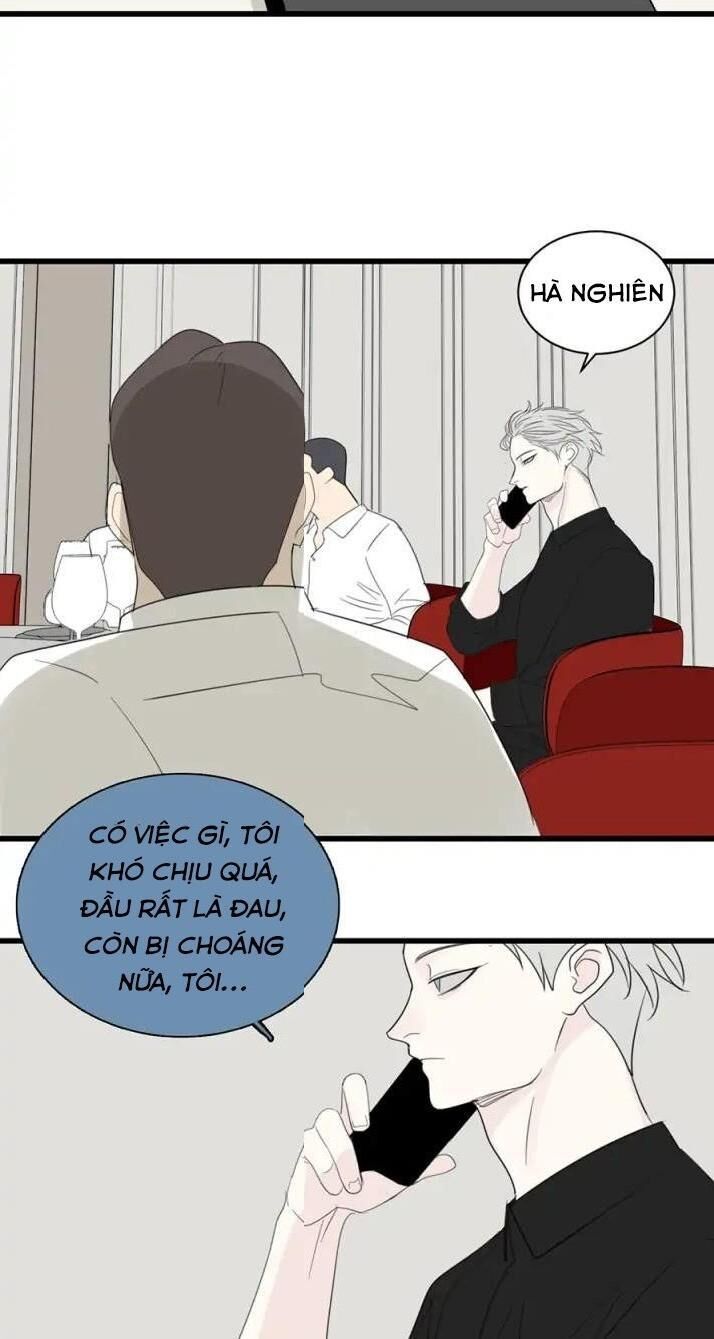 HÀ NGHIÊN
CÓ VIỆC GÌ, TÔI
KHÓ CHỊU QUÁ,
ĐẦU RẤT LÀ ĐAU,
CÒN BỊ CHOÁNG
NỮA, TÔI...